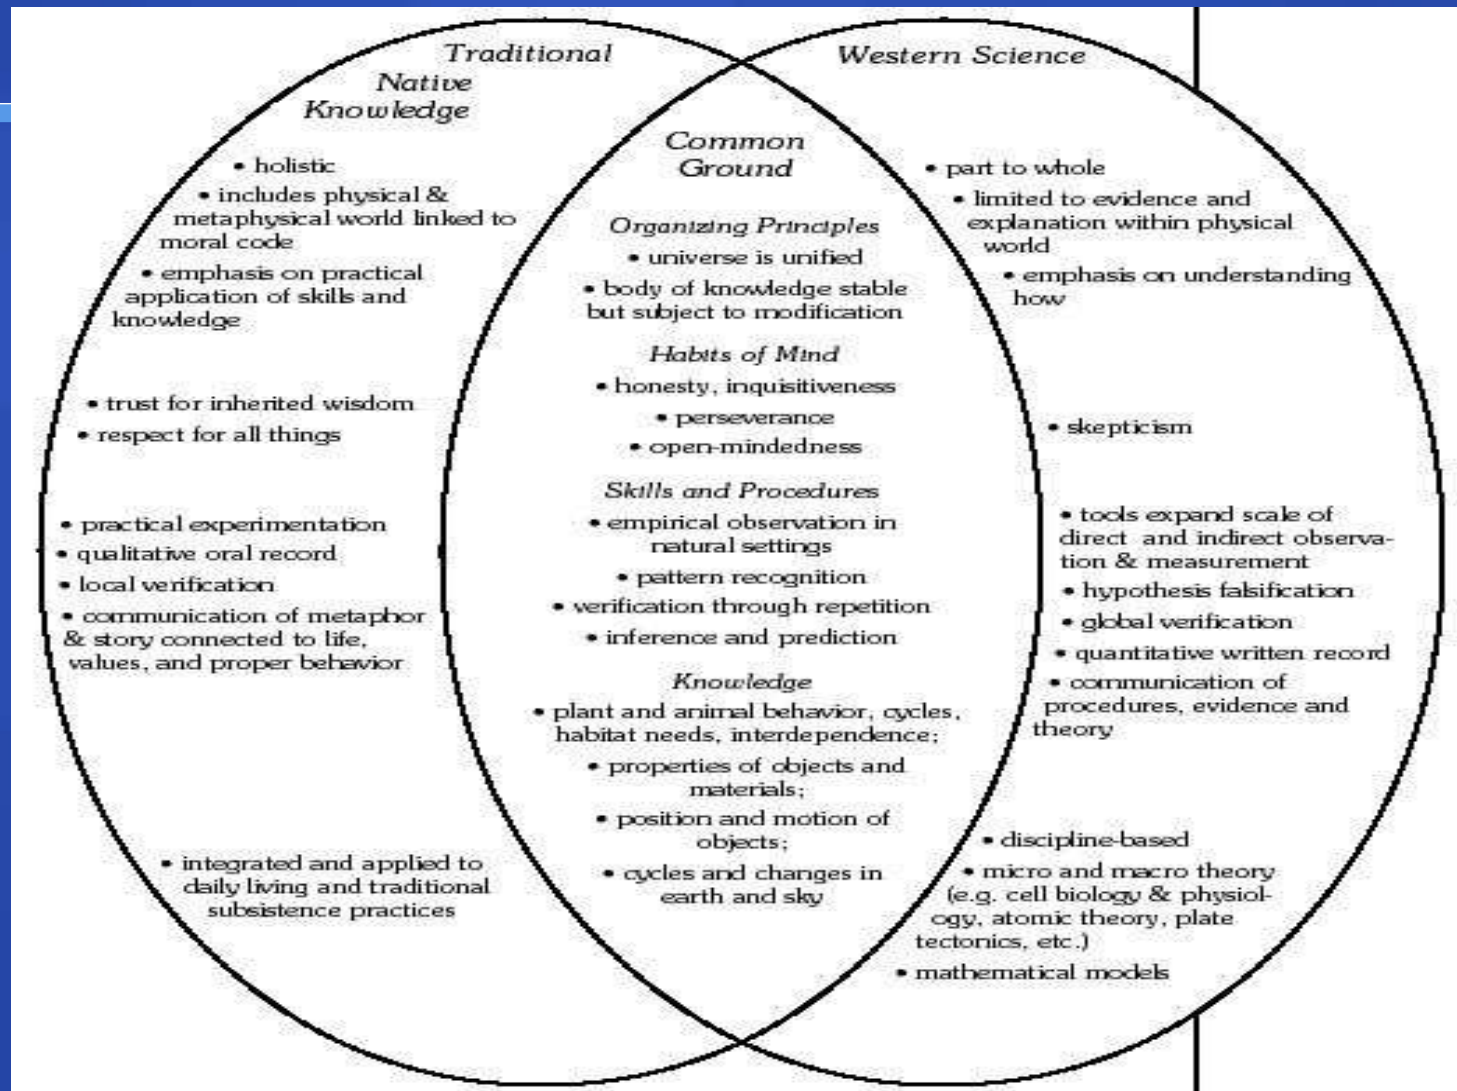 Traditional
Native
Knowledge
• holistic
• includes physical &
metaphysical world linked to
moral code
• emphasis on practical
application of skills and
knowledge
• trust for inherited wisdom
• respect for all things
• practical experimentation
• qualitative oral record
• local verification
• communication of metaphor
& story connected to life,
values, and proper behavior
• integrated and applied to
daily living and traditional
subsistence practices
Common
Ground
Organizing Principles
• universe is unified
• body of knowledge stable
but subject to modification
Habits of Mind
• honesty, inquisitiveness
• perseverance
• open-mindedness
Skills and Procedures
• empirical observation in
natural settings
• pattern recognition
• verification through repetition
• inference and prediction
Knowledge
• plant and animal behavior, cycles,
habitat needs, interdependence;
• properties of objects and
materials;
• position and motion of
objects;
• cycles and changes in
earth and sky
Western Science
• part to whole
• limited to evidence and
explanation within physical
world
• emphasis on understanding
how
• skepticism
• tools expand scale of
direct and indirect observa-
tion & measurement
• hypothesis falsification
• global verification
• quantitative written record
• communication of
procedures, evidence and
theory
• discipline-based
• micro and macro theory
(e.g. cell biology & physiol-
ogy, atomic theory, plate
tectonics, etc.)
• mathematical models